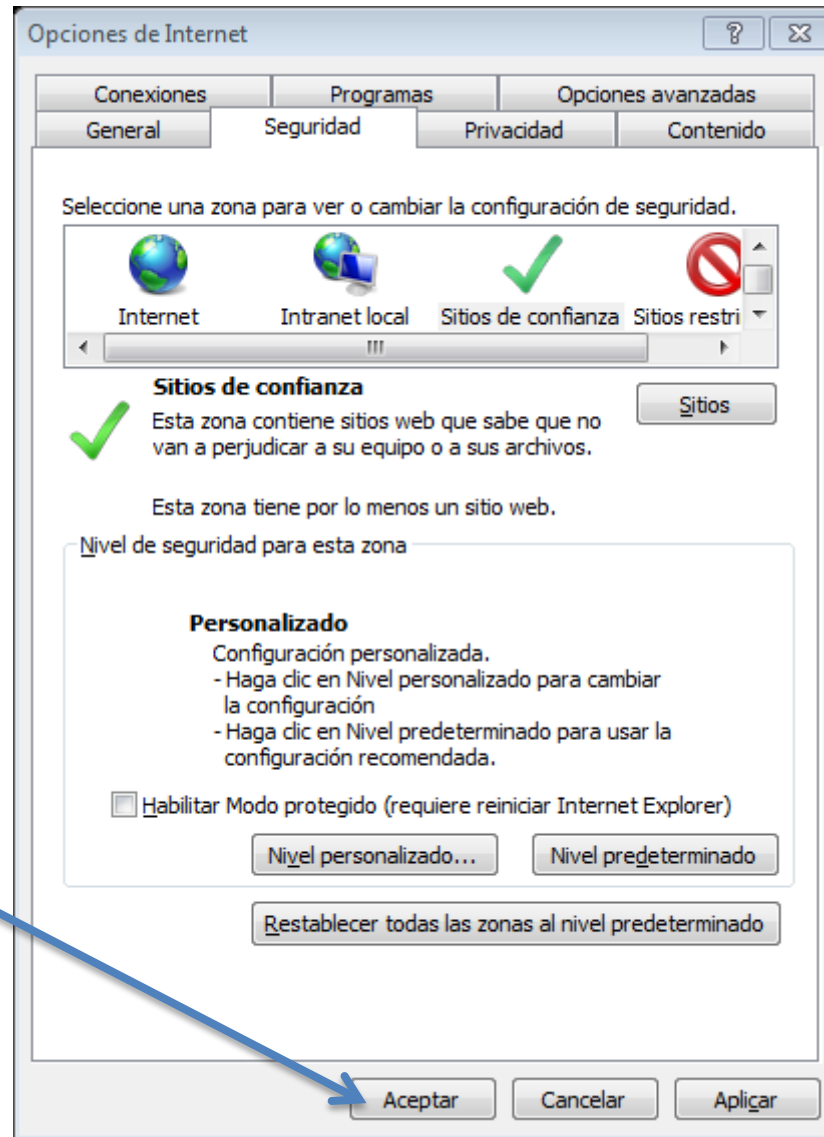 Opciones de Internet
Conexiones Programas Opciones avanzadas
General Seguridad Privacidad Contenido
Seleccione una zona para ver o cambiar la configuración de seguridad.
Internet Intranet local Sitios de confianza Sitios restri
Sitios de confianza
Sitios
Esta zona contiene sitios web que sabe que no
van a perjudicar a su equipo o a sus archivos.
Esta zona tiene por lo menos un sitio web.
Nivel de seguridad para esta zona
Personalizado
Configuración personalizada.
- Haga clic en Nivel personalizado para cambiar
la configuración
- Haga clic en Nivel predeterminado para usar la
configuración recomendada.
Habilitar Modo protegido (requiere reiniciar Internet Explorer)
Nivel personalizado... Nivel predeterminado
Restablecer todas las zonas al nivel predeterminado
Aceptar Cancelar Aplicar